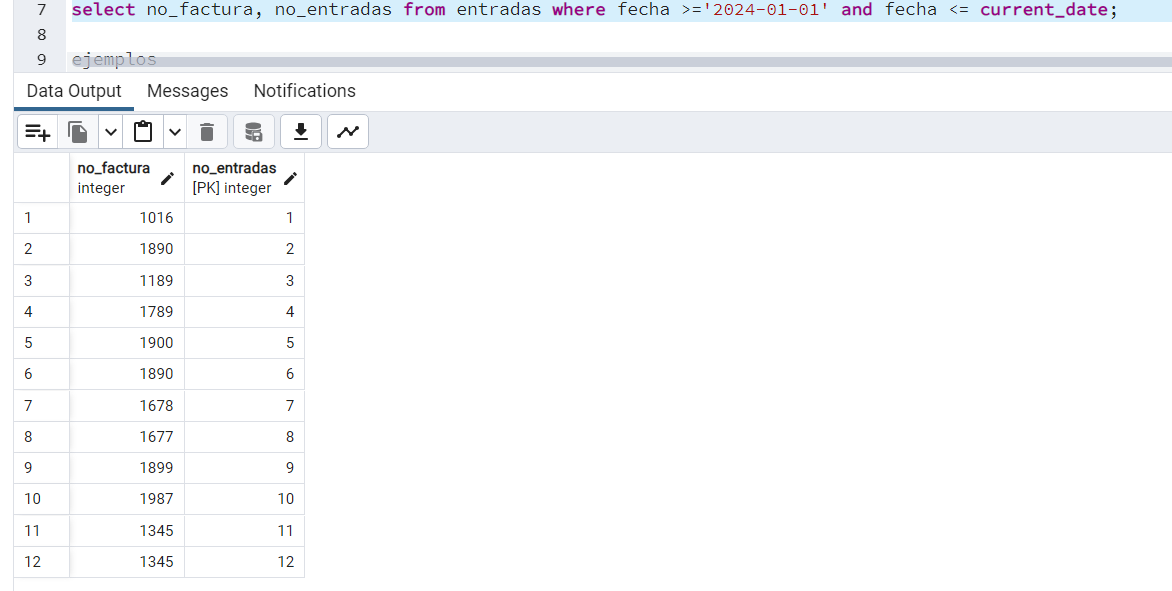 7 select no_factura, no_entradas from entradas where fecha >='2024-01-01' and fecha <= current_date;
8
9 ejemplos
Data Output Messages Notifications
no_factura no_entradas
integer [PK] integer
1 1016 1
2 1890 2
3 1189 3
4 1789 4
5 1900 5
6 1890 6
7 1678 7
8 1677 8
9 1899 9
10 1987 10
11 1345 11
12 1345 12